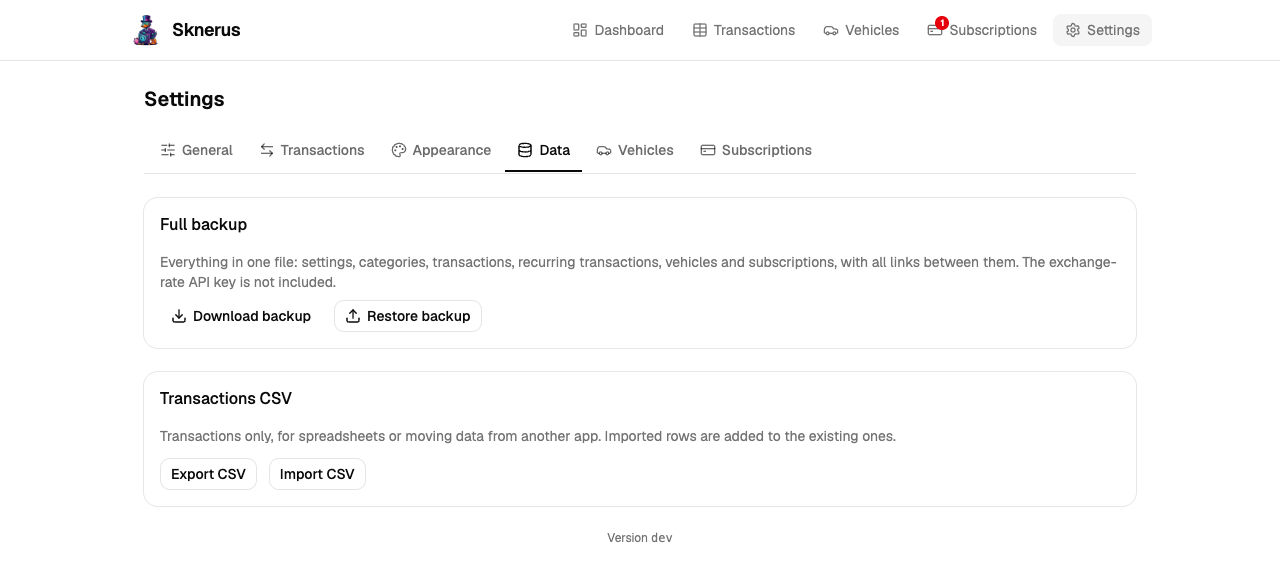 Sknerus
Dashboard
Transactions
Vehicles
1
Subscriptions
Settings
Settings
General
Transactions
Appearance
Data
Vehicles
Subscriptions
Full backup
Everything in one file: settings, categories, transactions, recurring transactions, vehicles and subscriptions, with all links between them. The exchange-
rate API key is not included.
Download backup
Restore backup
Transactions CSV
Transactions only, for spreadsheets or moving data from another app. Imported rows are added to the existing ones.
Export CSV
Import CSV
Version dev